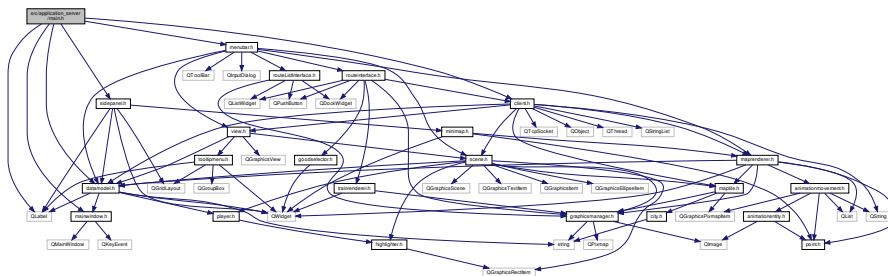 src/application_server
/main.h
menubar.h
QToolBar
QInputDialog
routeListInterface.h
routeinterface.h
sidepanel.h
QListWidget
QPushButton
QDockWidget
client.h
view.h
minimap.h
QTcpSocket
QObject
QThread
QStringList
tooltipmenu.h
QGraphicsView
goodselector.h
scene.h
maprenderer.h
datamodel.h
QGridLayout
QGroupBox
trainrenderer.h
QGraphicsScene
QGraphicsTextItem
QGraphicsItem
QGraphicsEllipseItem
maptile.h
animationmovement.h
QLabel
mainwindow.h
player.h
QWidget
graphicsmanager.h
city.h
QGraphicsPixmapItem
animationentity.h
QList
QString
QMainWindow
QKeyEvent
highlighter.h
string
QPixmap
QImage
point.h
QGraphicsRectItem